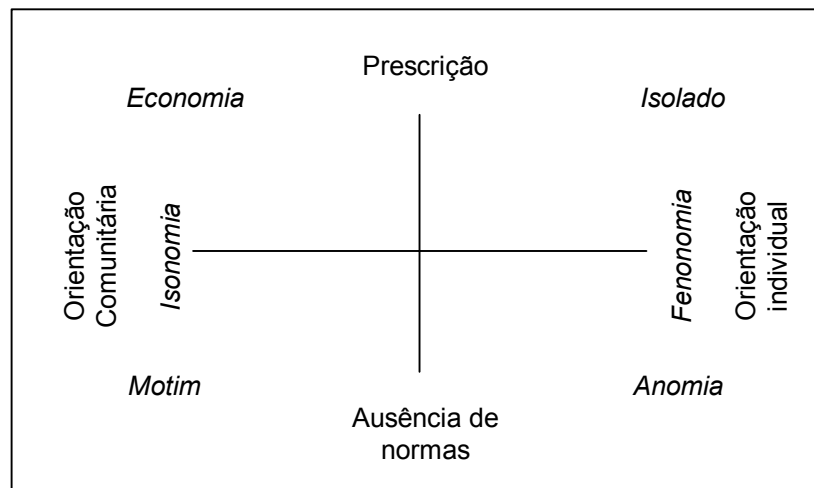 Prescrição
Economia
Isolado
Orientação
Comunitária
Isonomia
Fenonomia
Orientação
individual
Motim
Anomia
Ausência de
normas